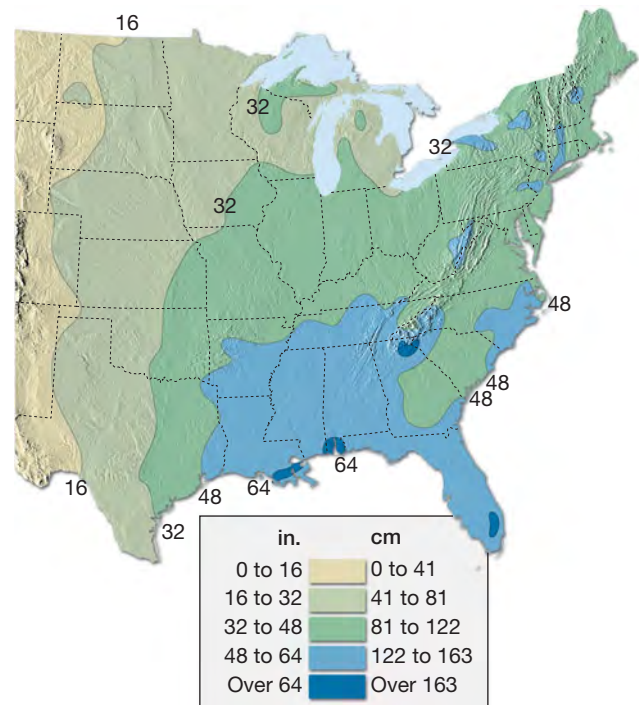 16
32
32
32
48
48
48
64
64
48
16
32
in. cm
0 to 16 0 to 41
16 to 32 41 to 81
32 to 48 81 to 122
48 to 64 122 to 163
Over 64 Over 163